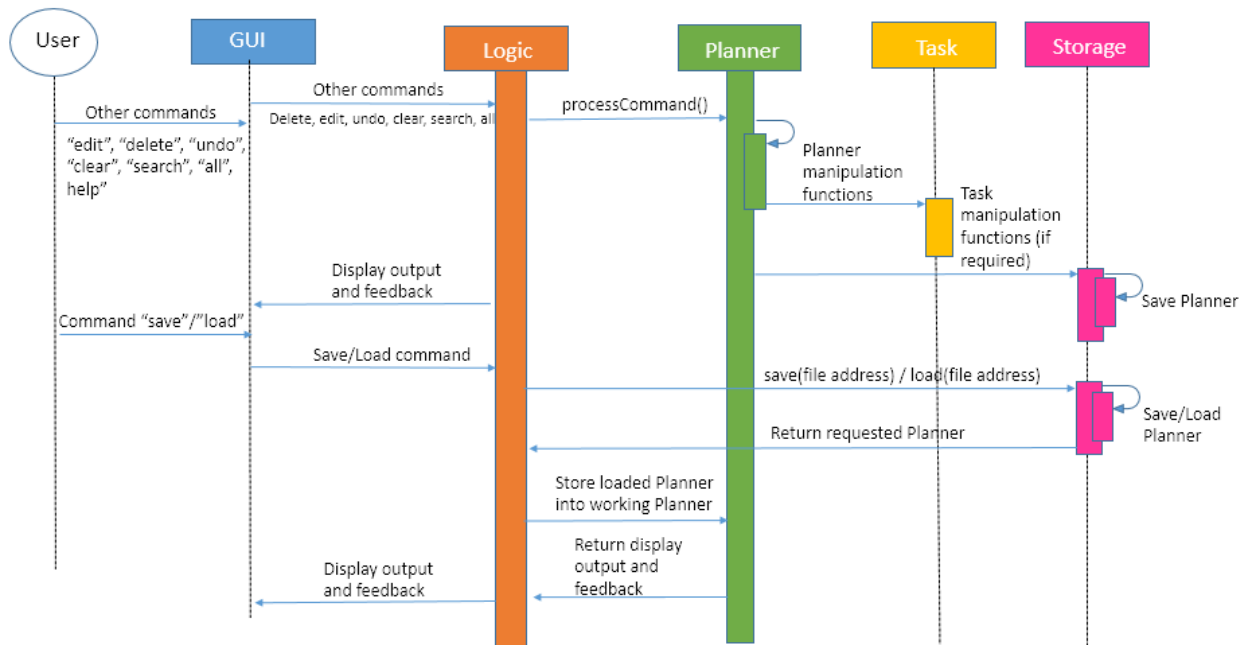 User
GUI
Logic
Planner
Task
Storage
Other commands
Other commands
Delete, edit, undo, clear, search, all
processCommand()
“edit”, “delete”, “undo”,
“clear”, “search”, “all”,
help”
Planner
manipulation
functions
Task
manipulation
functions (if
required)
Display output
and feedback
Save Planner
Command “save”/”load”
Save/Load command
save(file address) / load(file address)
Save/Load
Planner
Return requested Planner
Store loaded Planner
into working Planner
Return display
output and
feedback
Display output
and feedback